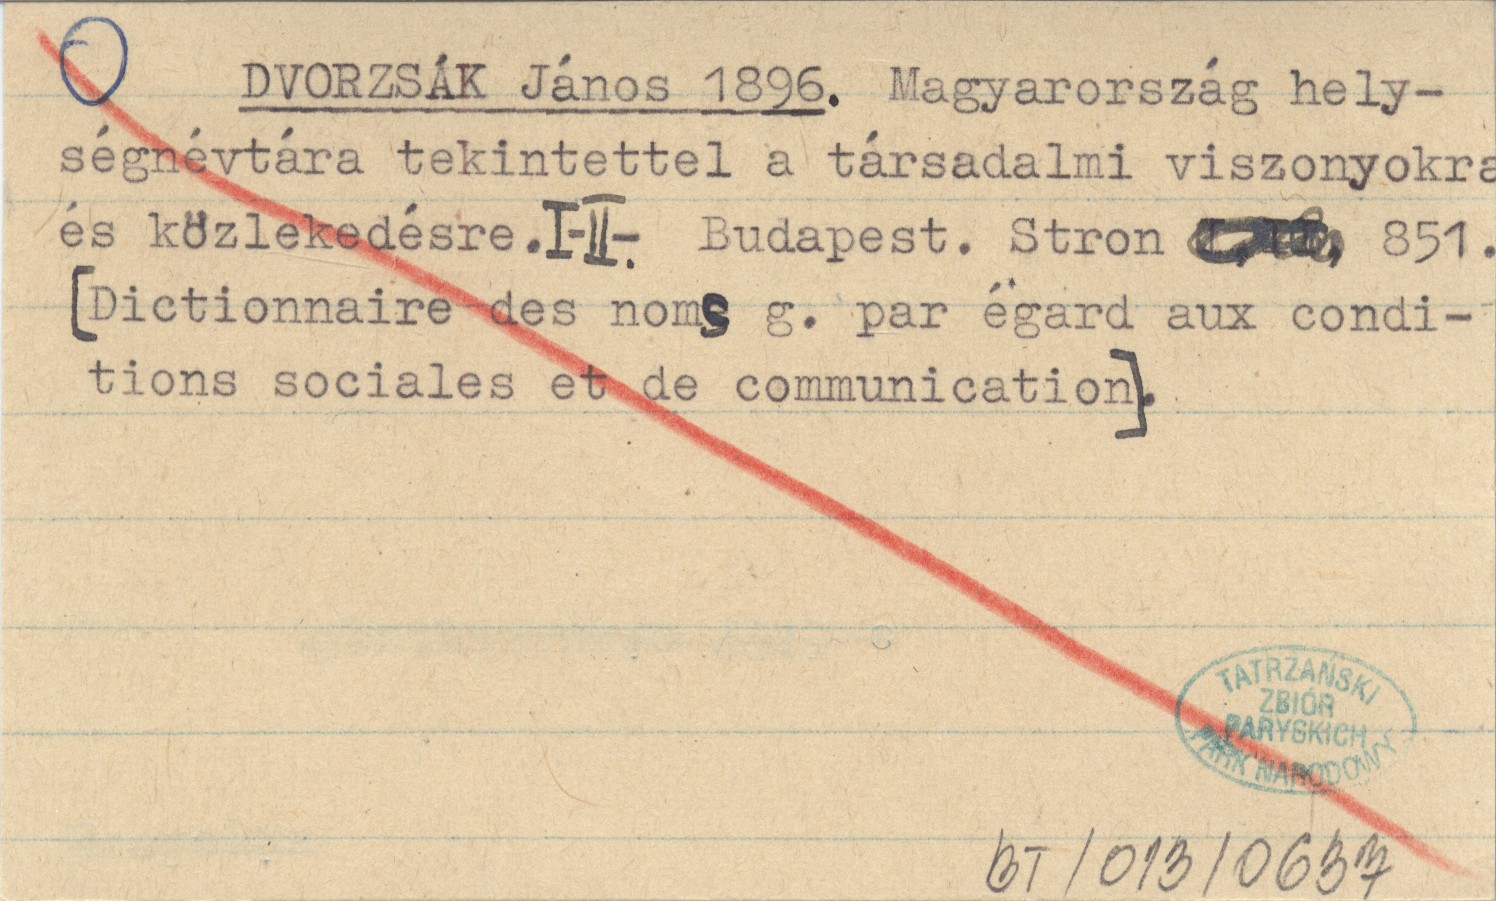 DVORZSÁK János 1896. Magyarország hely-
ségnévtára tekintettel a társadalmi viszonyokra
és közlekedésre. I-II-. Budapest. Stron 851.
[Dictionnaire des noms g. par égard aux condi-
tions sociales et de communication].
TATRZAŃSKI
ZBIÓR
PARYSKICH
PARK NARODOWY
BT/013/0637